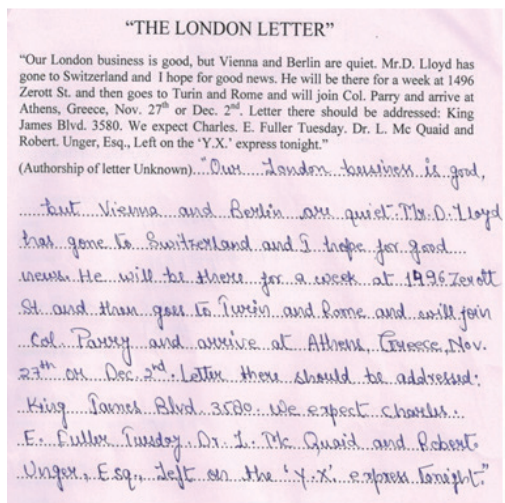 “THE LONDON LETTER”
“Our London business is good, but Vienna and Berlin are quiet. Mr.D. Lloyd has
gone to Switzerland and I hope for good news. He will be there for a week at 1496
Zerott St. and then goes to Turin and Rome and will join Col. Parry and arrive at
Athens, Greece, Nov. 27th or Dec. 2nd. Letter there should be addressed: King
James Blvd. 3580. We expect Charles. E. Fuller Tuesday. Dr. L. Mc Quaid and
Robert. Unger, Esq., Left on the ‘Y.X.’ express tonight.”
(Authorship of letter Unknown) "Our London business is good,
but Vienna and Berlin are quiet. Mr. D. Lloyd
has gone to Switzerland and I hope for good
news. He will be there for a week at 1496 Zerott
St. and then goes to Turin and Rome and will join
Col. Parry and arrive at Athens, Greece, Nov.
27th or Dec. 2nd. Letter there should be addressed:
King James Blvd. 3580. We expect Charles.
E. Fuller Tuesday. Dr. L. Mc Quaid and Robert.
Unger, Esq., Left on the 'Y.X'. express tonight."